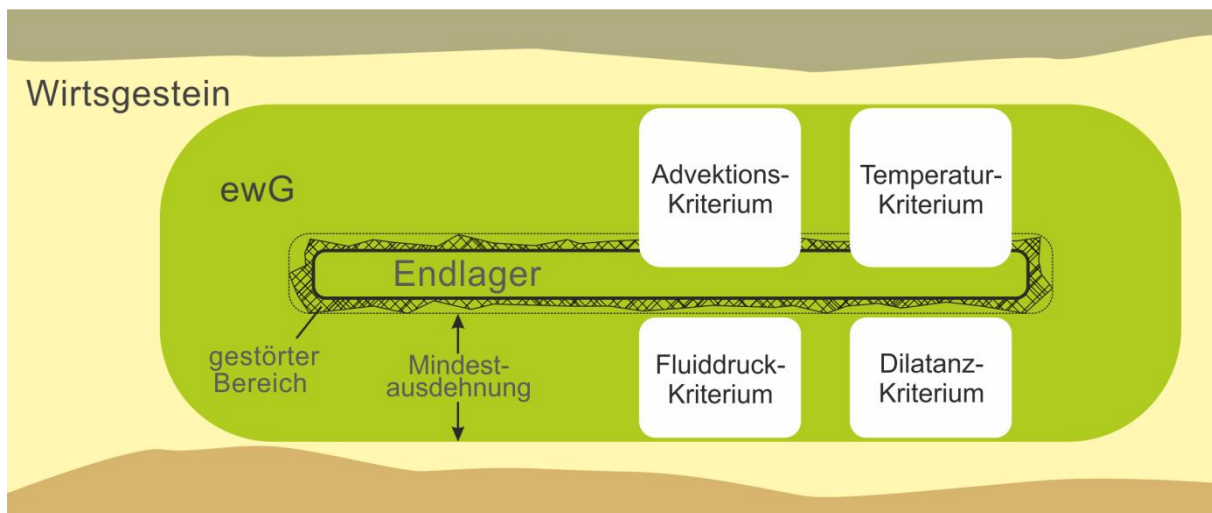 Wirtsgestein
ewG
Advektions-
Kriterium
Temperatur-
Kriterium
Endlager
gestörter
Bereich
Mindest-
ausdehnung
Fluiddruck-
Kriterium
Dilatanz-
Kriterium